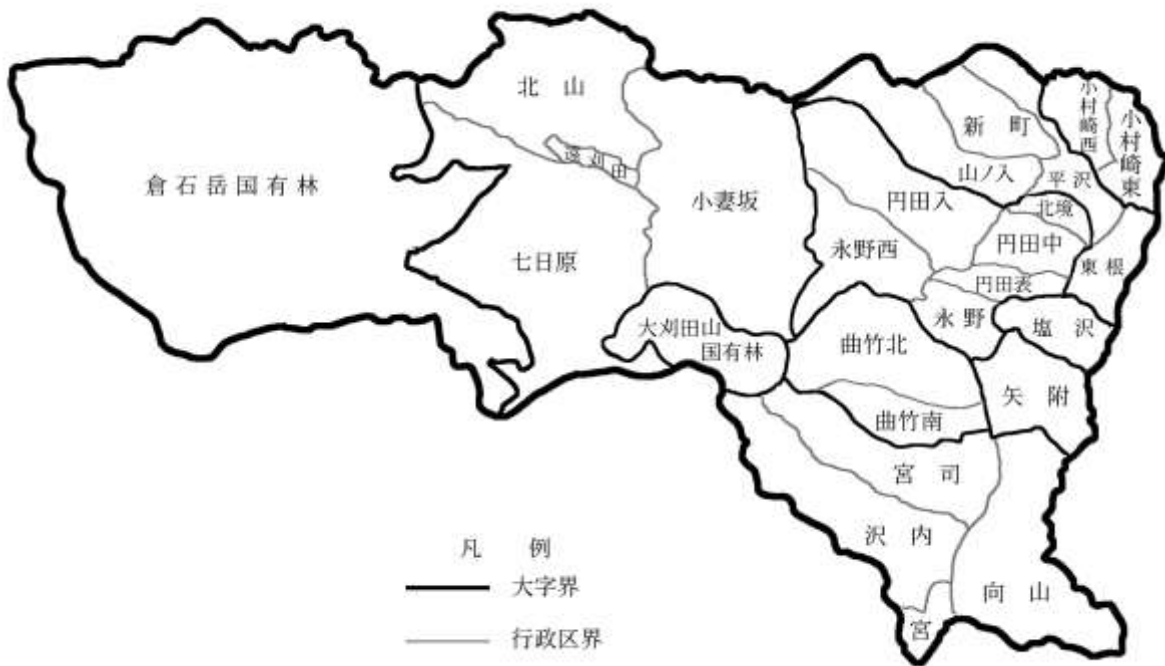 倉石岳国有林
北山
遠刈田
七日原
小妻坂
大刈田山
国有林
新町
小村崎西
小村崎東
山ノ入
平沢
北境
円田入
円田中
東根
円田表
永野西
永野
塩沢
曲竹北
矢附
曲竹南
宮司
沢内
向山
宮
凡例
大字界
行政区界